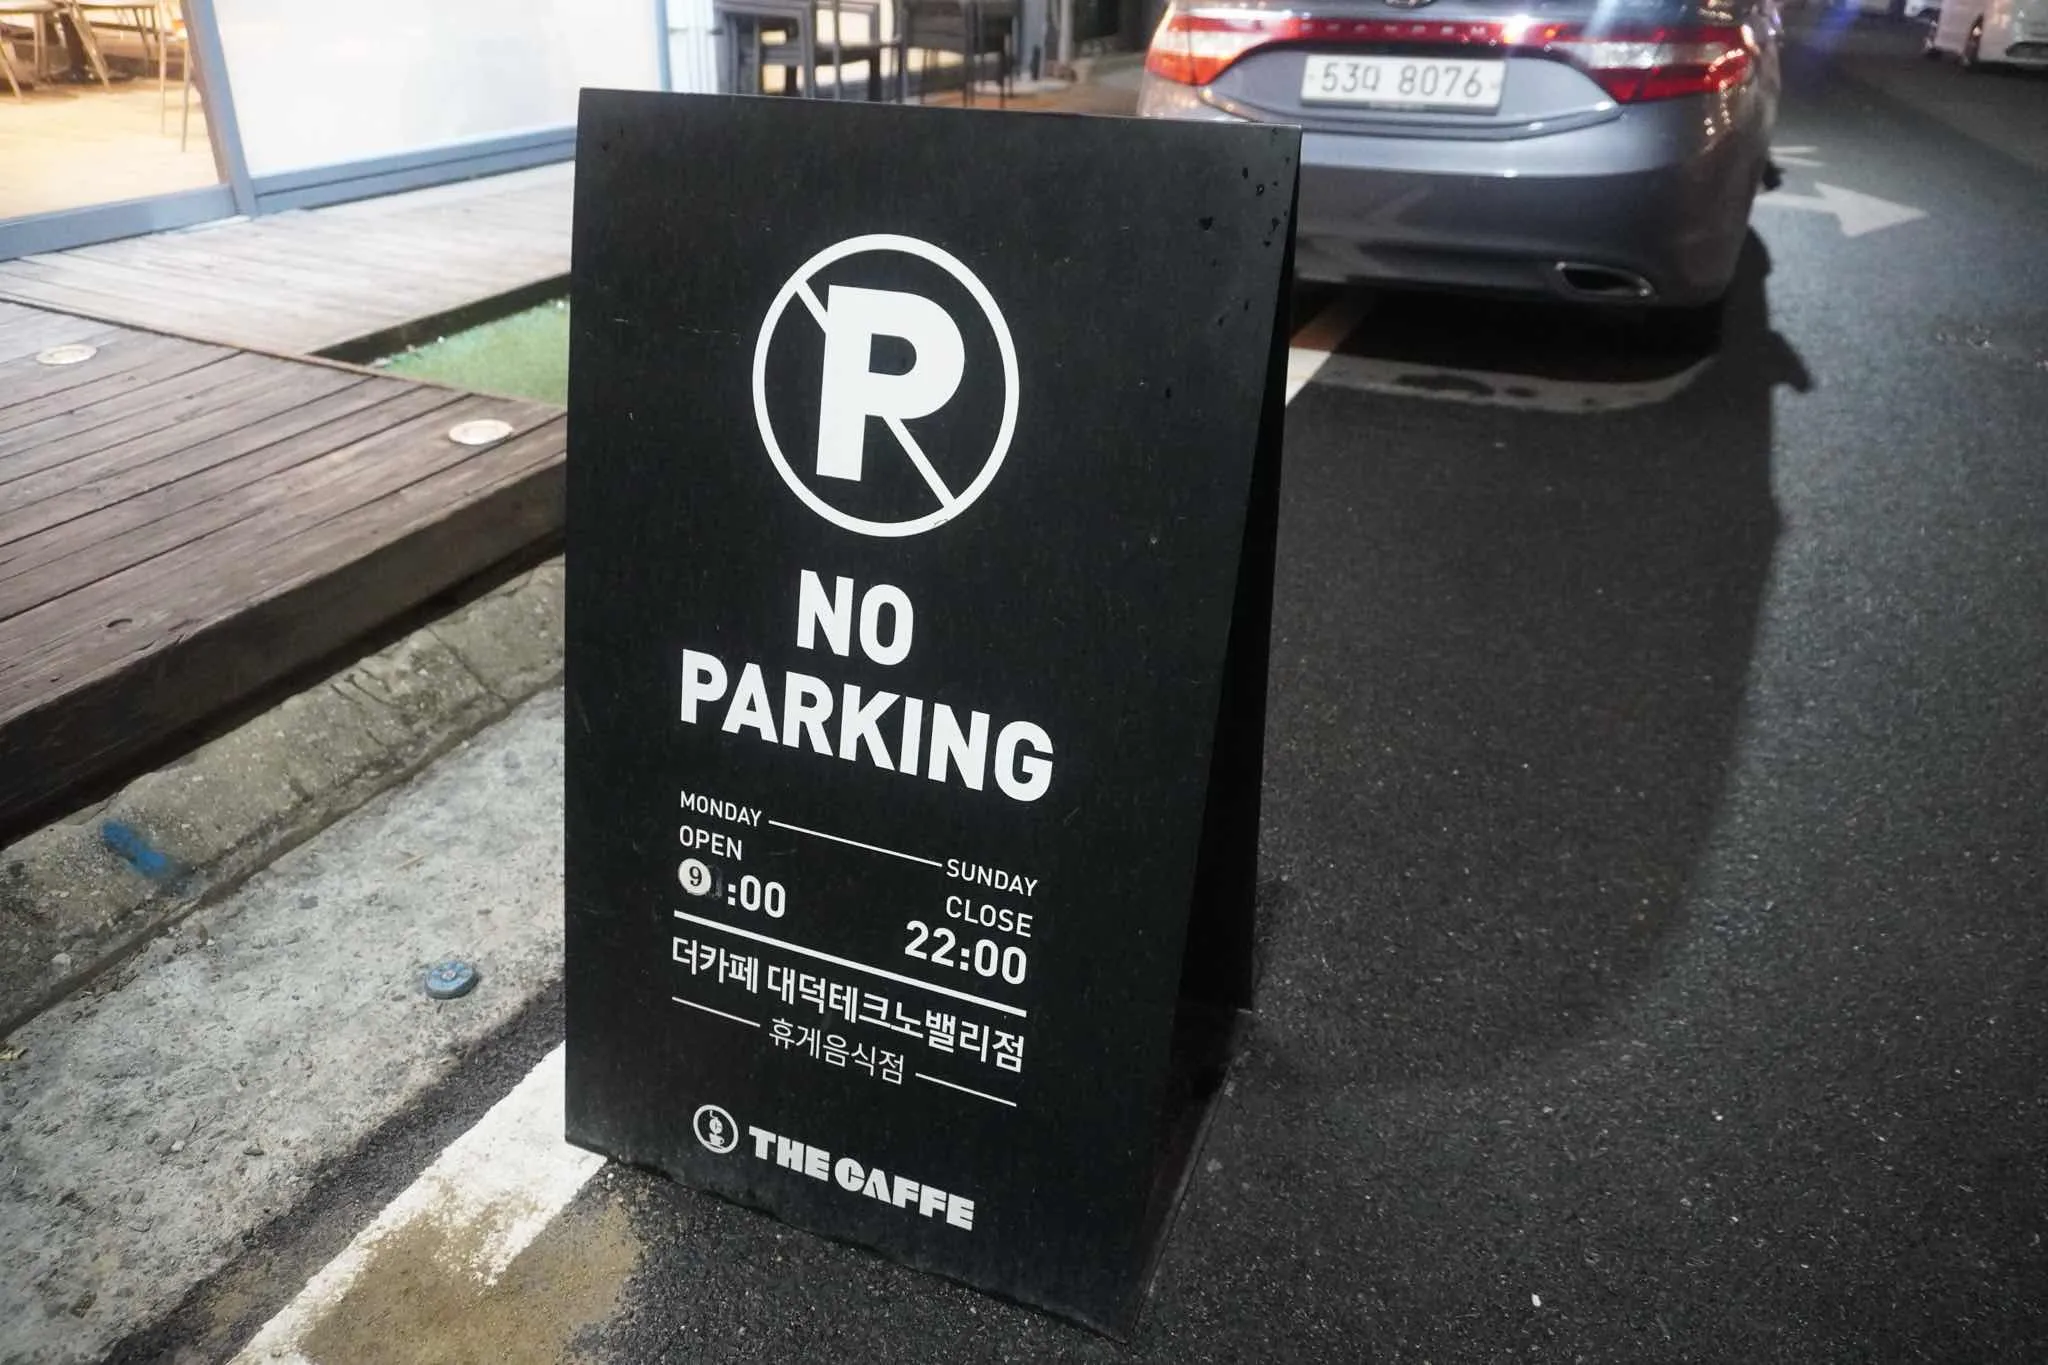 53머 8076
P
NO
PARKING
MONDAY
SUNDAY
OPEN
CLOSE
9:00
22:00
더카페 대덕테크노밸리점
휴게음식점
THE CAFFE